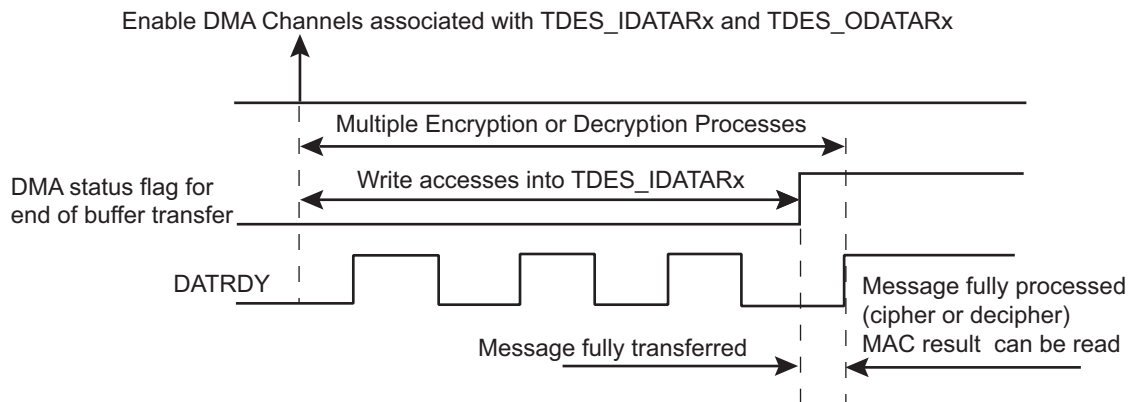 Enable DMA Channels associated with TDES_IDATARx and TDES_ODATARx
Multiple Encryption or Decryption Processes
Write accesses into TDES_IDATARx
DMA status flag for
end of buffer transfer
DATRDY
Message fully processed
(cipher or decipher)
MAC result can be read
Message fully transferred